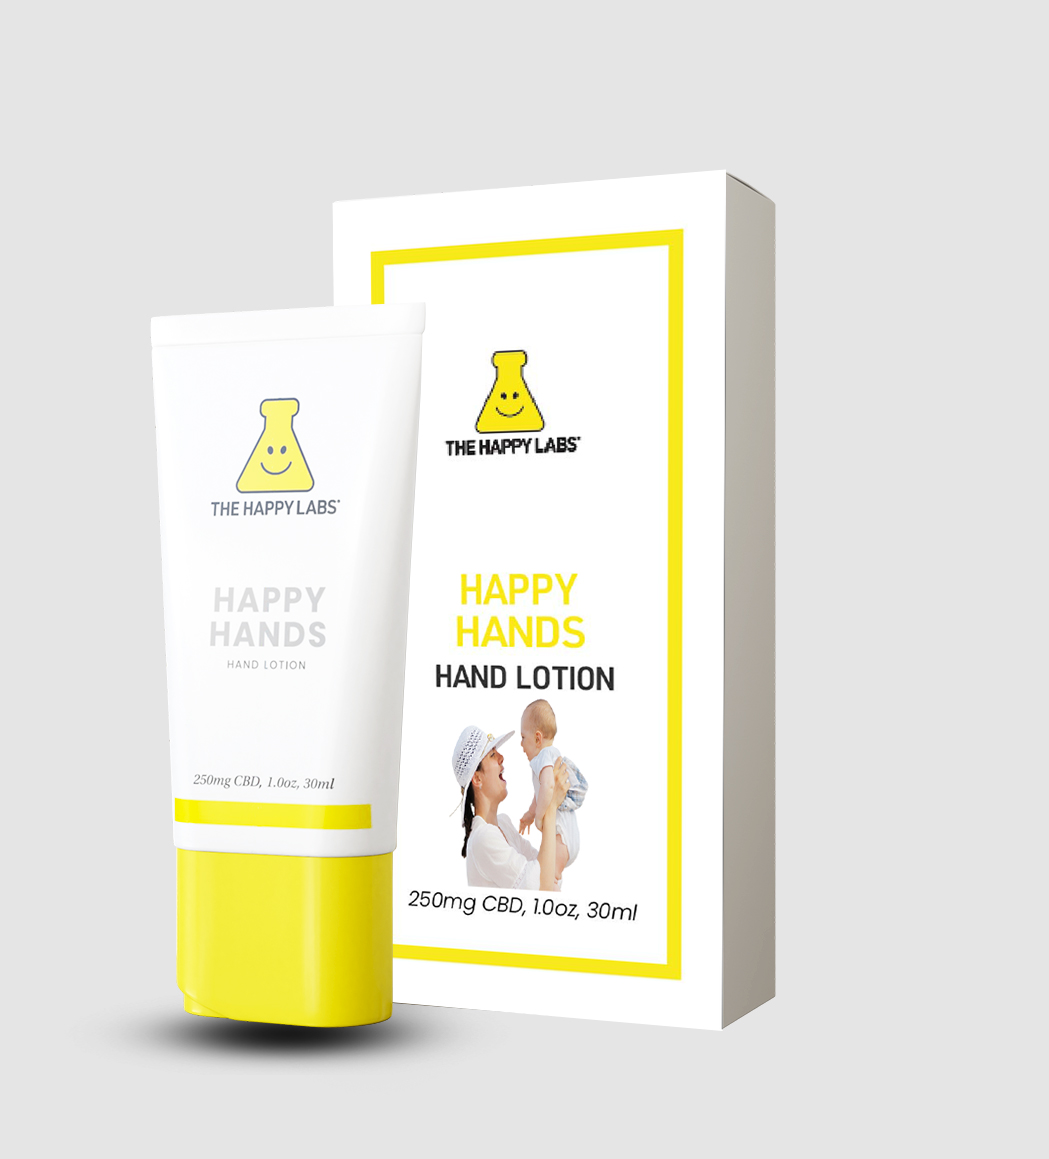 THE HAPPY LABS
HAPPY
HANDS
HAND LOTION
250mg CBD, 1.0oz, 30ml
THE HAPPY LABS
HAPPY
HANDS
HAND LOTION
250mg CBD, 1.0oz, 30ml